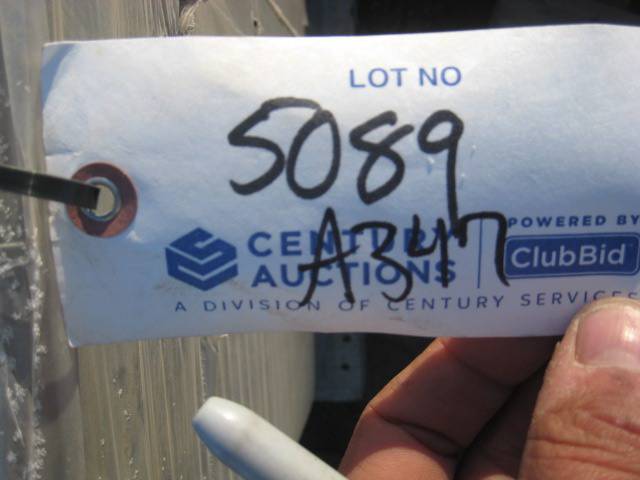 LOT NO
5089
A347
CENTURY
AUCTIONS
POWERED BY
ClubBid
A DIVISION OF CENTURY SERVICES